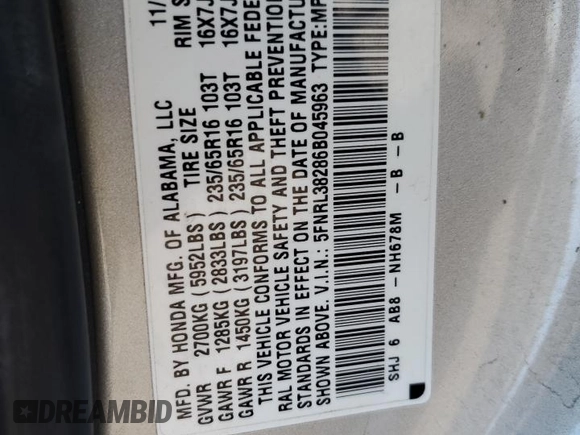 MFD. BY HONDA MFG. OF ALABAMA, LLC 11/
GVWR 2700KG (5952LBS) TIRE SIZE RIM S
GAWR F 1285KG (2833LBS) 235/65R16 103T 16X7J
GAWR R 1450KG (3197LBS) 235/65R16 103T 16X7J
THIS VEHICLE CONFORMS TO ALL APPLICABLE FEDE
RAL MOTOR VEHICLE SAFETY AND THEFT PREVENTION
STANDARDS IN EFFECT ON THE DATE OF MANUFACTUR
SHOWN ABOVE. V.I.N.: 5FNRL38286B045963 TYPE:MP
SHJ 6 AB8 -NH678M - B - B
DREAMBID